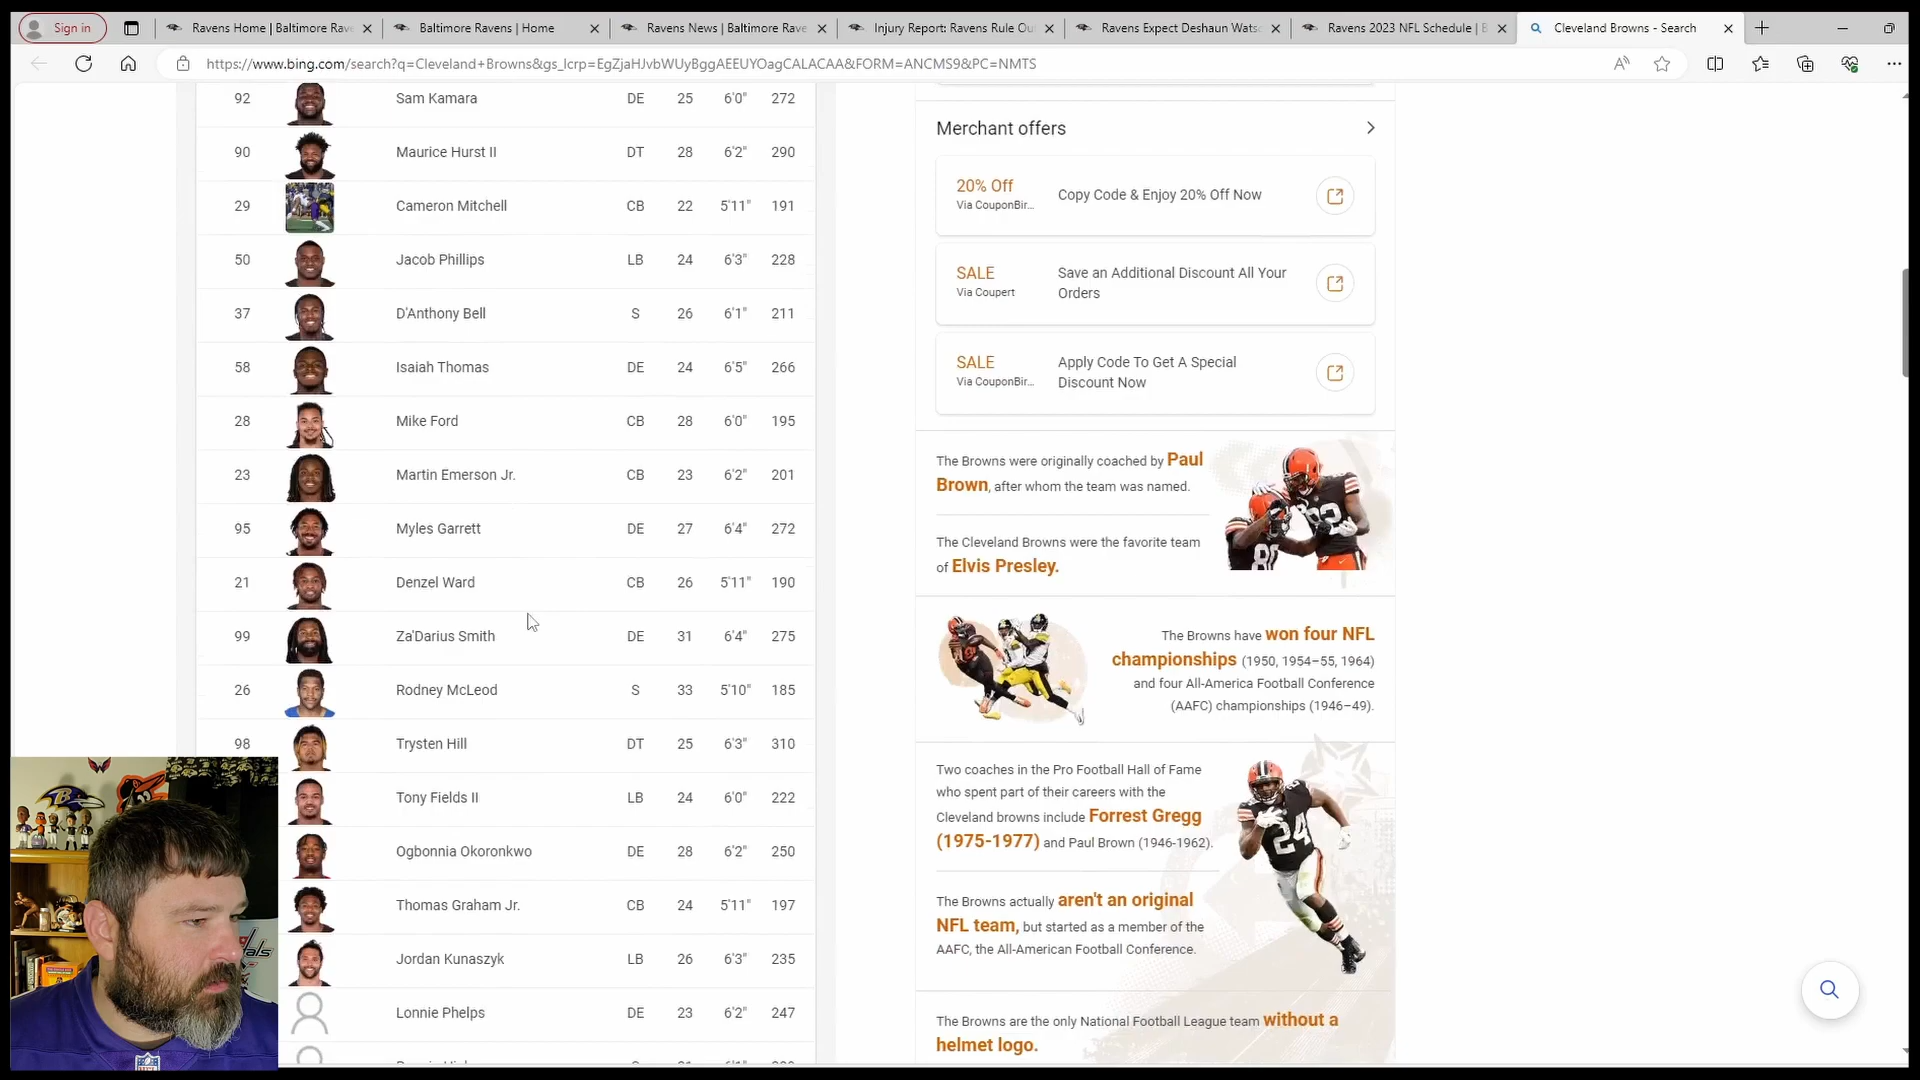 Sign in
Ravens Home | Baltimore Rave
Baltimore Ravens | Home
Ravens News | Baltimore Rave
Injury Report: Ravens Rule Ou
Ravens Expect Deshaun Watso
Ravens 2023 NFL Schedule | B
Cleveland Browns - Search
https://www.bing.com/search?q=Cleveland+Browns&gs_lcrp=EgZjaHJvbWUyBggAEEUYOagCALACAA&FORM=ANCMS9&PC=NMTS
92 Sam Kamara DE 25 6'0" 272
90 Maurice Hurst II DT 28 6'2" 290
29 Cameron Mitchell CB 22 5'11" 191
50 Jacob Phillips LB 24 6'3" 228
37 D'Anthony Bell S 26 6'1" 211
58 Isaiah Thomas DE 24 6'5" 266
28 Mike Ford CB 28 6'0" 195
23 Martin Emerson Jr. CB 23 6'2" 201
95 Myles Garrett DE 27 6'4" 272
21 Denzel Ward CB 26 5'11" 190
99 Za'Darius Smith DE 31 6'4" 275
26 Rodney McLeod S 33 5'10" 185
98 Trysten Hill DT 25 6'3" 310
Tony Fields II LB 24 6'0" 222
Ogbonnia Okoronkwo DE 28 6'2" 250
Thomas Graham Jr. CB 24 5'11" 197
Jordan Kunaszyk LB 26 6'3" 235
Lonnie Phelps DE 23 6'2" 247
Merchant offers
20% Off
Via CouponBir...
Copy Code & Enjoy 20% Off Now
SALE
Via Coupert
Save an Additional Discount All Your
Orders
SALE
Via CouponBir...
Apply Code To Get A Special
Discount Now
The Browns were originally coached by Paul
Brown, after whom the team was named.
The Cleveland Browns were the favorite team
of Elvis Presley.
The Browns have won four NFL
championships (1950, 1954–55, 1964)
and four All-America Football Conference
(AAFC) championships (1946–49).
Two coaches in the Pro Football Hall of Fame
who spent part of their careers with the
Cleveland browns include Forrest Gregg
(1975-1977) and Paul Brown (1946-1962).
The Browns actually aren't an original
NFL team, but started as a member of the
AAFC, the All-American Football Conference.
The Browns are the only National Football League team without a
helmet logo.
24